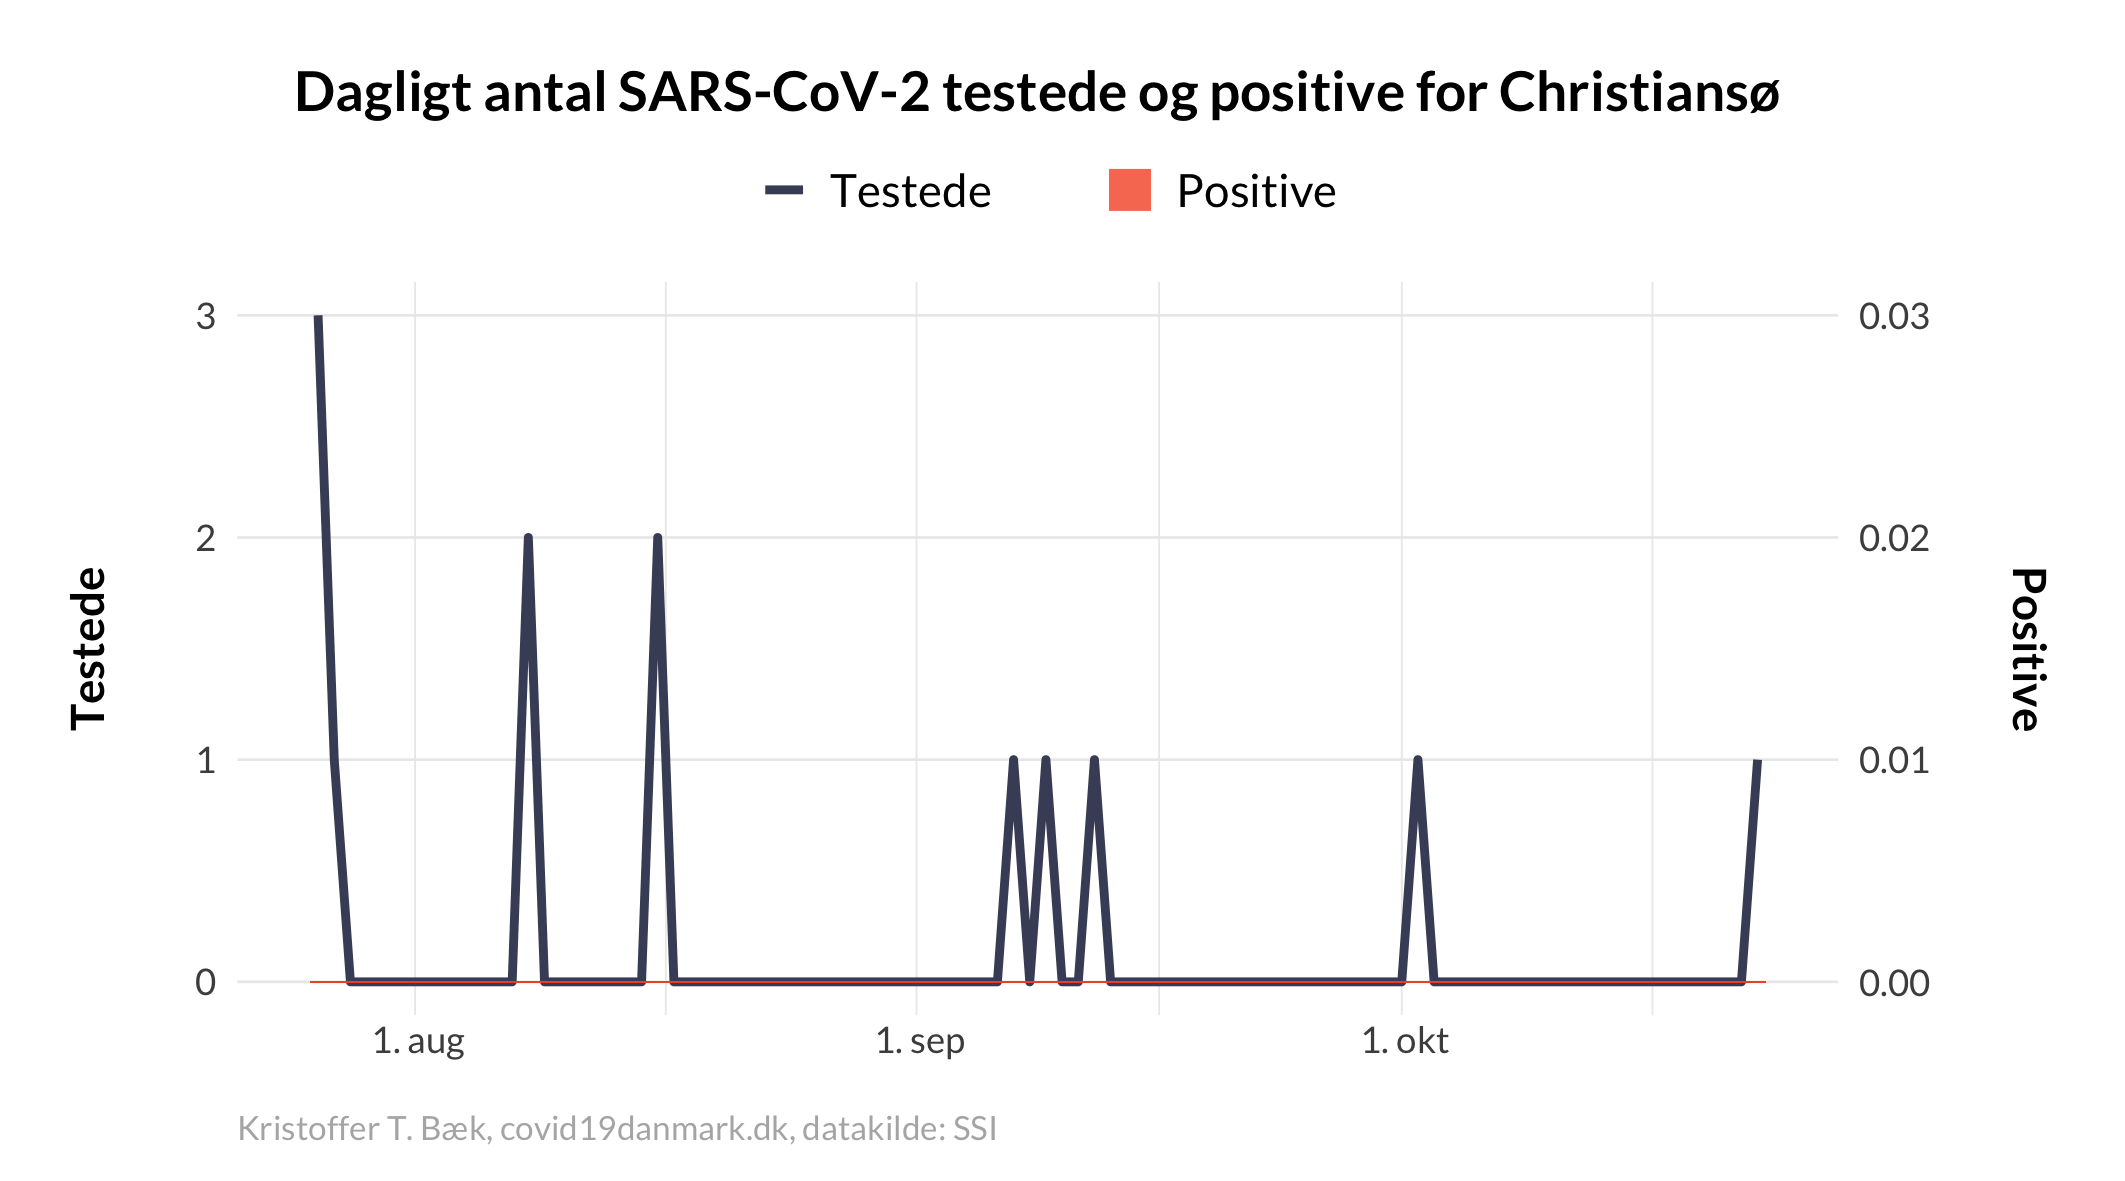 Dagligt antal SARS-CoV-2 testede og positive for Christiansø
Testede
Positive
3
2
1
0
0.03
0.02
0.01
0.00
Testede
Positive
1. aug
1. sep
1. okt
Kristoffer T. Bæk, covid19danmark.dk, datakilde: SSI